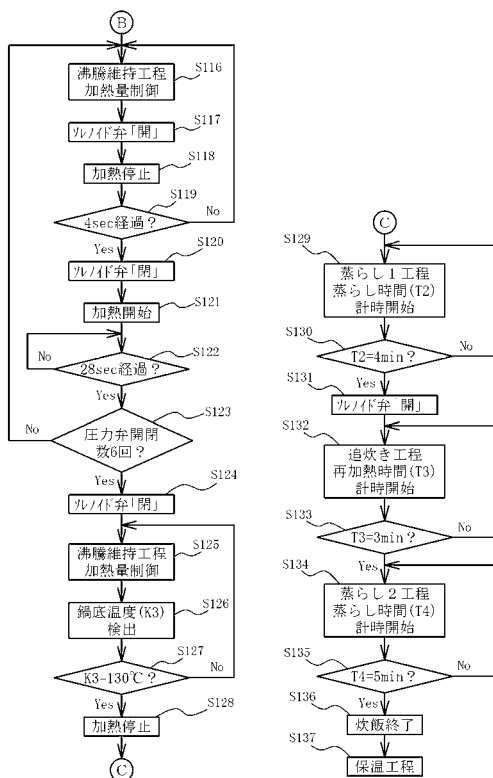 B
沸騰維持工程
加熱量制御
S116
ソレノイド弁「開」
S117
加熱停止
S118
4sec経過?
S119
No
Yes
ソレノイド弁「閉」
S120
加熱開始
S121
28sec経過?
S122
No
Yes
圧力弁開閉
数6回?
S123
No
Yes
ソレノイド弁「閉」
S124
沸騰維持工程
加熱量制御
S125
鍋底温度(K3)
検出
S126
K3-130℃?
S127
No
Yes
加熱停止
S128
C
C
S129
蒸らし1工程
蒸らし時間(T2)
計時開始
S130
T2=4min?
No
Yes
S131
ソレノイド弁「開」
S132
追炊き工程
再加熱時間(T3)
計時開始
S133
T3=3min?
No
Yes
S134
蒸らし2工程
蒸らし時間(T4)
計時開始
S135
T4=5min?
No
Yes
S136
炊飯終了
S137
保温工程